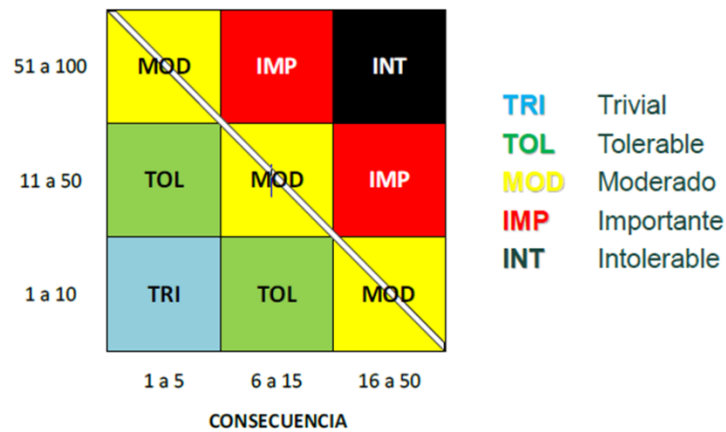 51 a 100 MOD IMP INT
11 a 50 TOL MOD IMP
1 a 10 TRI TOL MOD
1 a 5 6 a 15 16 a 50
CONSECUENCIA
TRI Trivial
TOL Tolerable
MOD Moderado
IMP Importante
INT Intolerable